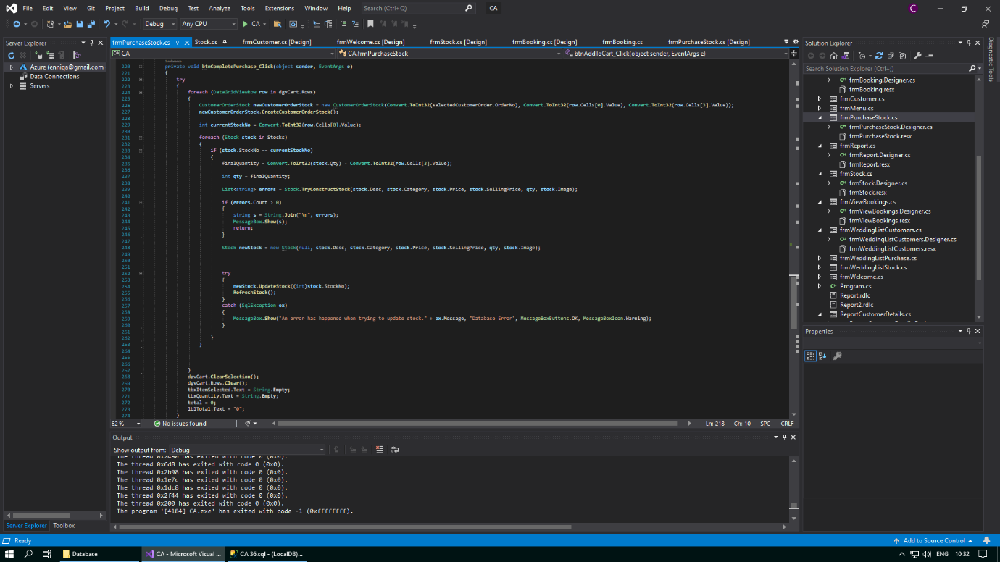 File Edit View Git Project Build Debug Test Analyze Tools Extensions Window Help Search (Ctrl+Q) CA C
Debug Any CPU CA
Server Explorer
Azure (enniqa@gmail.com
Data Connections
Servers
Server Explorer Toolbox
frmPurchaseStock.cs Stock.cs frmCustomer.cs [Design] frmWelcome.cs [Design] frmStock.cs [Design] frmBooking.cs [Design] frmBooking.cs frmPurchaseStock.cs [Design]
CA CA.frmPurchaseStock btnAddToCart_Click(object sender, EventArgs e)
220 private void btnCompletePurchase_Click(object sender, EventArgs e)
221 {
222 try
223 {
224 foreach (DataGridViewRow row in dgvCart.Rows)
225 {
226 CustomerOrderStock newCustomerOrderStock = new CustomerOrderStock(Convert.ToInt32(selectedCustomerOrder.OrderNo), Convert.ToInt32(row.Cells[0].Value), Convert.ToInt32(row.Cells[3].Value));
227 newCustomerOrderStock.CreateCustomerOrderStock();
228
229 int currentStockNo = Convert.ToInt32(row.Cells[0].Value);
230
231 foreach (Stock stock in Stocks)
232 {
233 if (stock.StockNo == currentStockNo)
234 {
235 finalQuantity = Convert.ToInt32(stock.Qty) - Convert.ToInt32(row.Cells[3].Value);
236
237 int qty = finalQuantity;
238
239 List<string> errors = Stock.TryConstructStock(stock.Desc, stock.Category, stock.Price, stock.SellingPrice, qty, stock.Image);
240
241 if (errors.Count > 0)
242 {
243 string s = String.Join("\n", errors);
244 MessageBox.Show(s);
245 return;
246 }
247
248 Stock newStock = new Stock(null, stock.Desc, stock.Category, stock.Price, stock.SellingPrice, qty, stock.Image);
249
250
251
252 try
253 {
254 newStock.UpdateStock((int)stock.StockNo);
255 RefreshStock();
256 }
257 catch (SqlException ex)
258 {
259 MessageBox.Show("An error has happened when trying to update stock." + ex.Message, "Database Error", MessageBoxButtons.OK, MessageBoxIcon.Warning);
260 }
261
262 }
263 }
264
265
266
267 }
268 dgvCart.ClearSelection();
269 dgvCart.Rows.Clear();
270 tbxItemSelected.Text = String.Empty;
271 tbxQuantity.Text = String.Empty;
272 total = 0;
273 lblTotal.Text = "0";
274 }
62 % No issues found Ln: 218 Ch: 10 SPC CRLF
Output
Show output from: Debug
The thread 0x2490 has exited with code 0 (0x0).
The thread 0x6d8 has exited with code 0 (0x0).
The thread 0x2b98 has exited with code 0 (0x0).
The thread 0x1e7c has exited with code 0 (0x0).
The thread 0x1dc8 has exited with code 0 (0x0).
The thread 0x2f44 has exited with code 0 (0x0).
The thread 0x200 has exited with code 0 (0x0).
The program '[4184] CA.exe' has exited with code -1 (0xffffffff).
Solution Explorer
Search Solution Explorer (Ctrl+;)
frmBooking.Designer.cs
frmBooking.resx
frmCustomer.cs
frmMenu.cs
frmPurchaseStock.cs
frmPurchaseStock.Designer.cs
frmPurchaseStock.resx
frmReport.cs
frmReport.Designer.cs
frmReport.resx
frmStock.cs
frmStock.Designer.cs
frmStock.resx
frmViewBookings.cs
frmViewBookings.Designer.cs
frmViewBookings.resx
frmWeddingListCustomers.cs
frmWeddingListCustomers.Designer.cs
frmWeddingListCustomers.resx
frmWeddingListPurchase.cs
frmWeddingListStock.cs
frmWelcome.cs
Program.cs
Report.rdlc
Report2.rdlc
ReportCustomerDetails.cs
Properties
Diagnostic Tools
Ready Add to Source Control
Database CA - Microsoft Visual ... CA 36.sql - (LocalDB)... ENG 10:32